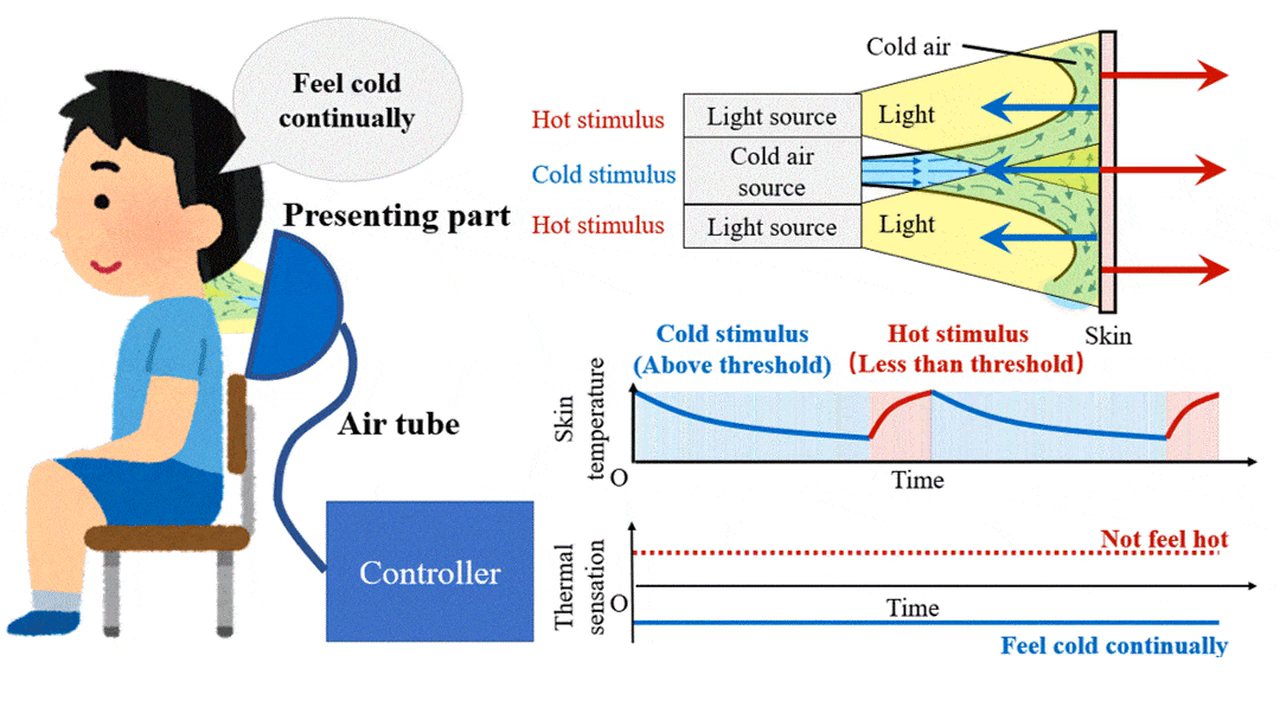 Feel cold
continually
Presenting part
Air tube
Controller
Cold air
Hot stimulus
Light source
Light
Cold stimulus
Cold air
source
Hot stimulus
Light source
Light
Skin
Cold stimulus
(Above threshold)
Hot stimulus
(Less than threshold)
Skin
temperature
O
Time
Thermal
sensation
Not feel hot
O
Time
Feel cold continually